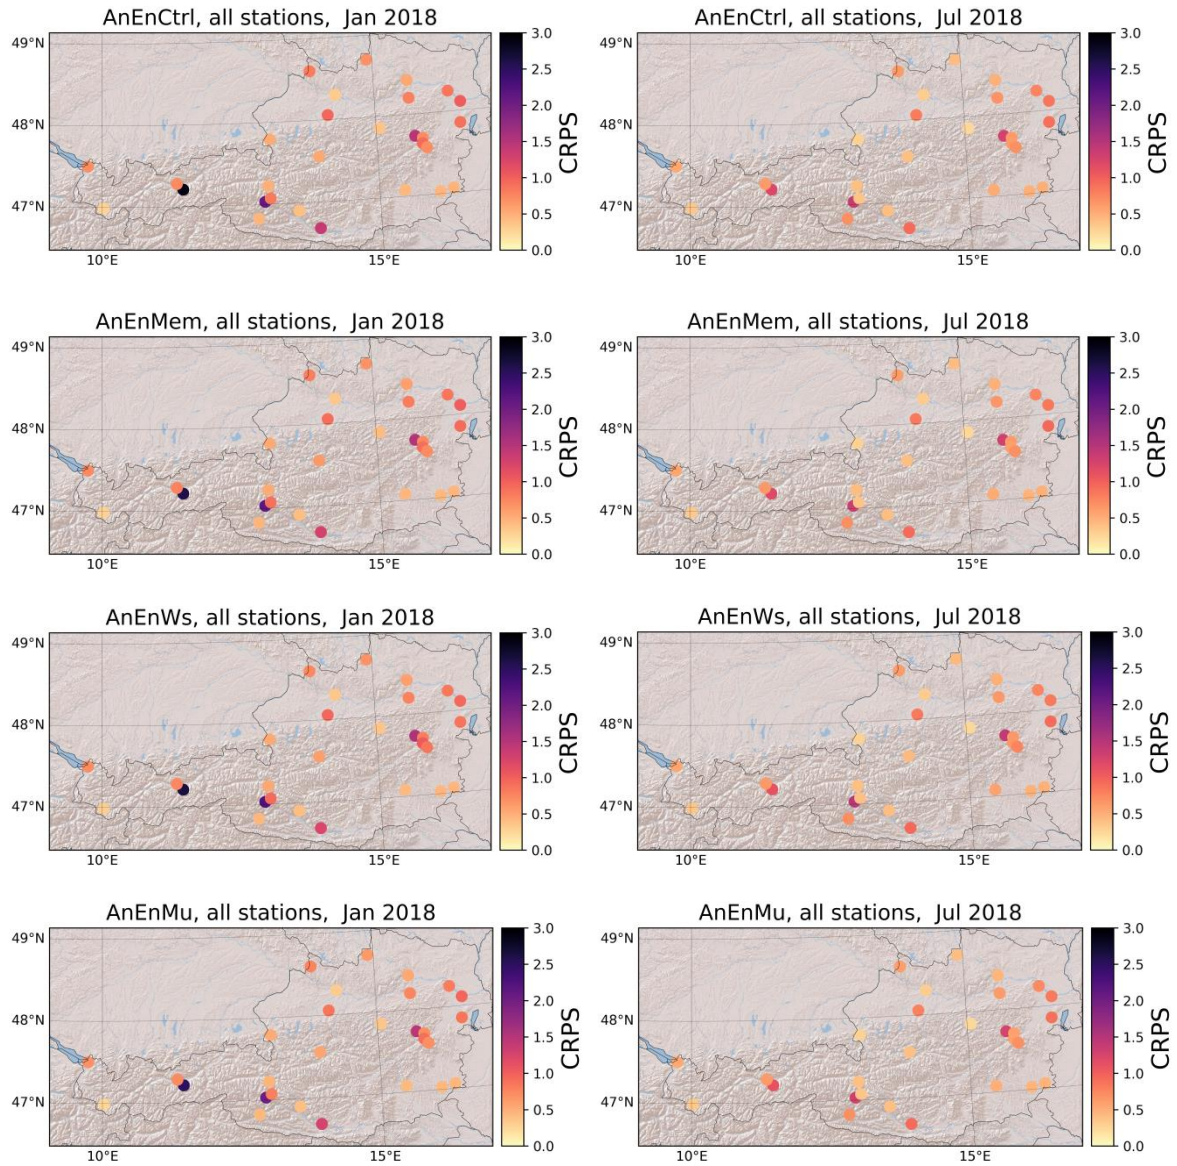 AnEnCtrl, all stations,  Jan 2018
49°N
48°N
47°N
10°E
15°E
3.0
2.5
2.0
1.5
1.0
0.5
0.0
CRPS
AnEnCtrl, all stations,  Jul 2018
49°N
48°N
47°N
10°E
15°E
3.0
2.5
2.0
1.5
1.0
0.5
0.0
CRPS
AnEnMem, all stations,  Jan 2018
49°N
48°N
47°N
10°E
15°E
3.0
2.5
2.0
1.5
1.0
0.5
0.0
CRPS
AnEnMem, all stations,  Jul 2018
49°N
48°N
47°N
10°E
15°E
3.0
2.5
2.0
1.5
1.0
0.5
0.0
CRPS
AnEnWs, all stations,  Jan 2018
49°N
48°N
47°N
10°E
15°E
3.0
2.5
2.0
1.5
1.0
0.5
0.0
CRPS
AnEnWs, all stations,  Jul 2018
49°N
48°N
47°N
10°E
15°E
3.0
2.5
2.0
1.5
1.0
0.5
0.0
CRPS
AnEnMu, all stations,  Jan 2018
49°N
48°N
47°N
10°E
15°E
3.0
2.5
2.0
1.5
1.0
0.5
0.0
CRPS
AnEnMu, all stations,  Jul 2018
49°N
48°N
47°N
10°E
15°E
3.0
2.5
2.0
1.5
1.0
0.5
0.0
CRPS